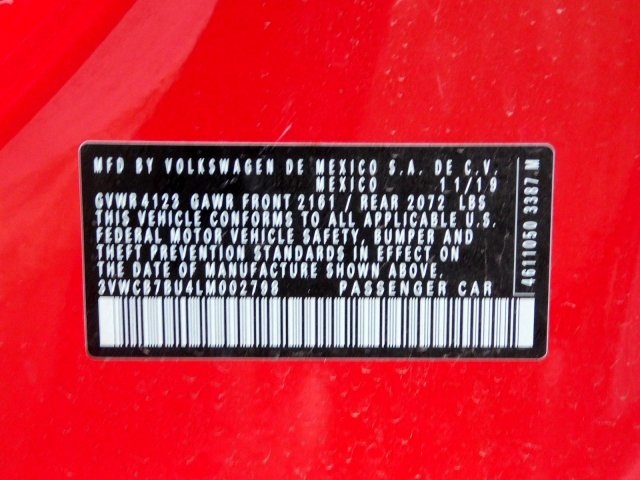 MFD BY VOLKSWAGEN DE MEXICO S.A. DE C.V.
MEXICO 11/19
GVWR 4123 GAWR FRONT 2161 / REAR 2072 LBS
THIS VEHICLE CONFORMS TO ALL APPLICABLE U.S.
FEDERAL MOTOR VEHICLE SAFETY, BUMPER AND
THEFT PREVENTION STANDARDS IN EFFECT ON
THE DATE OF MANUFACTURE SHOWN ABOVE.
3VWCB7BU4LM002798 PASSENGER CAR
4611050 3387.M